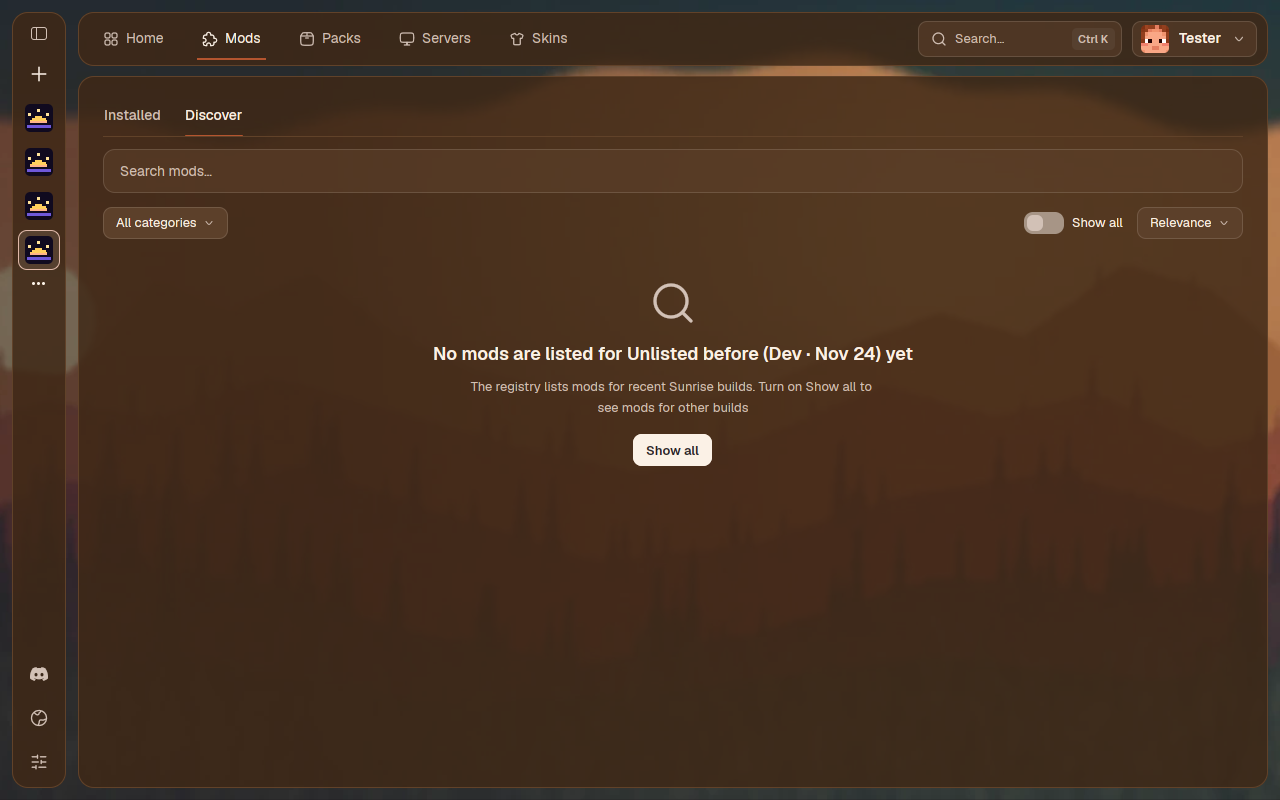 Home
Mods
Packs
Servers
Skins
Search...
Ctrl K
Tester
Installed
Discover
Search mods...
All categories
Show all
Relevance
No mods are listed for Unlisted before (Dev · Nov 24) yet
The registry lists mods for recent Sunrise builds. Turn on Show all to
see mods for other builds
Show all